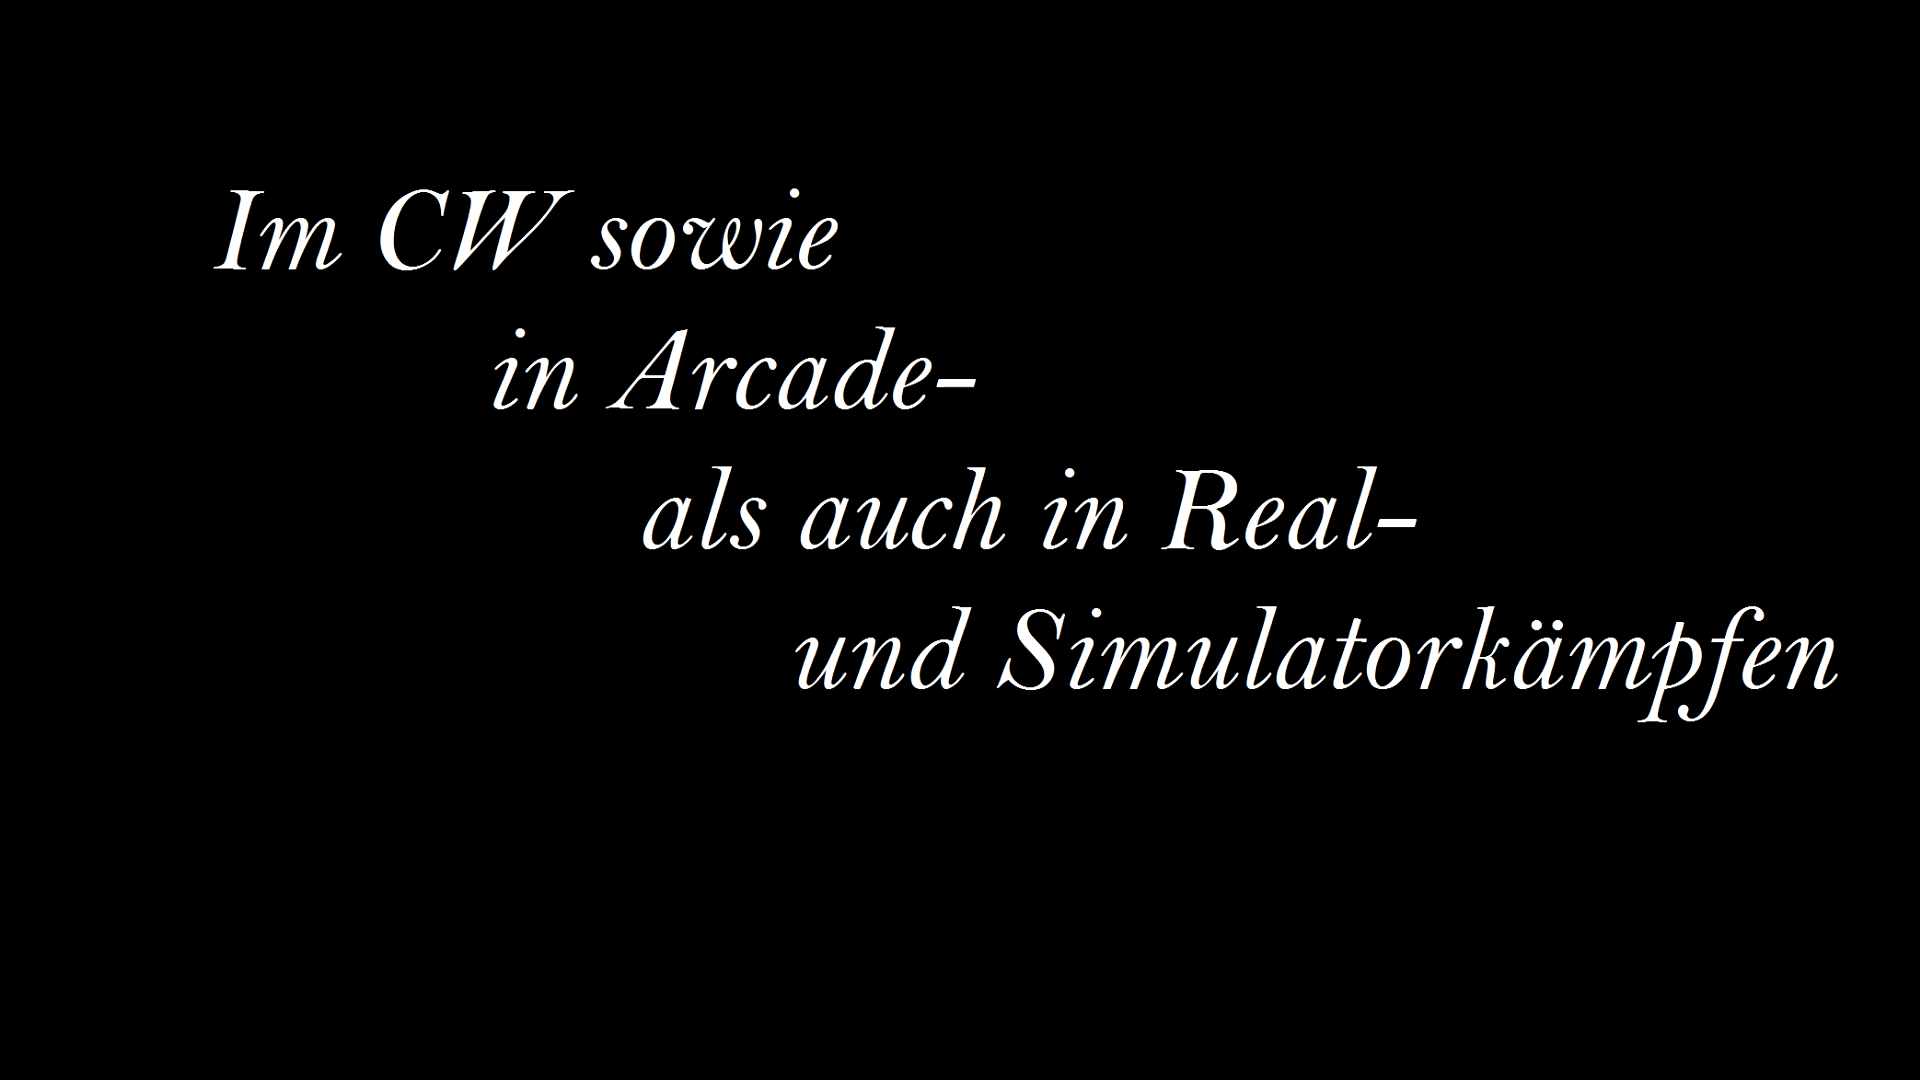 Im CW sowie
in Arcade-
als auch in Real-
und Simulatorkämpfen